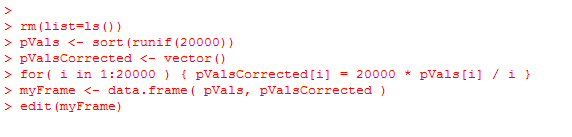 >
> rm(list=ls())
> pVals <- sort(runif(20000))
> pValsCorrected <- vector()
> for( i in 1:20000 ) { pValsCorrected[i] = 20000 * pVals[i] / i }
> myFrame <- data.frame( pVals, pValsCorrected )
> edit(myFrame)